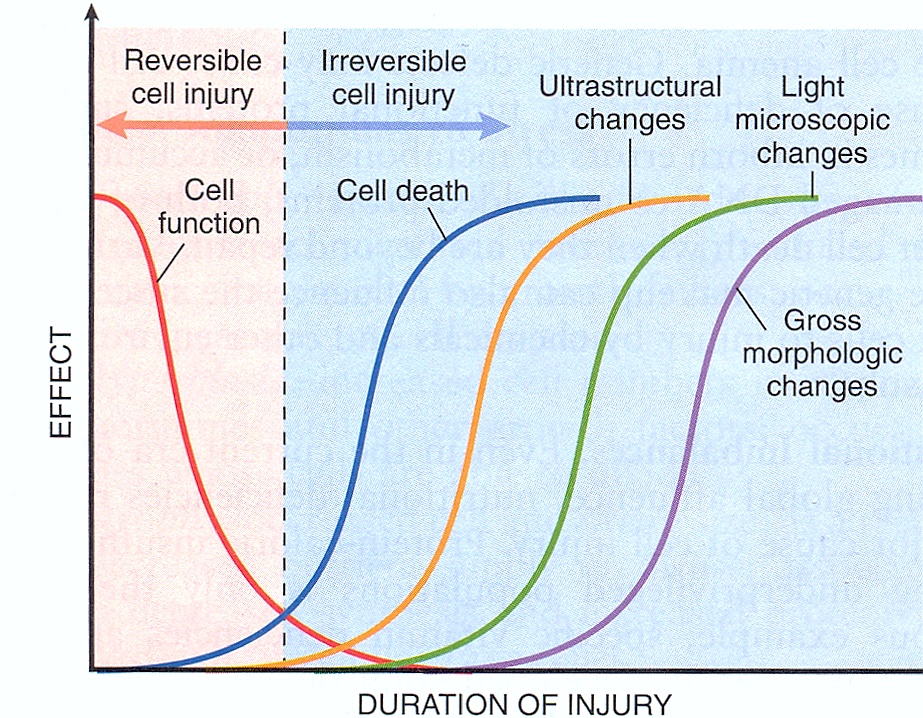 Reversible
cell injury
Irreversible
cell injury
Ultrastructural
changes
Light
microscopic
changes
Cell
function
Cell death
Gross
morphologic
changes
EFFECT
DURATION OF INJURY